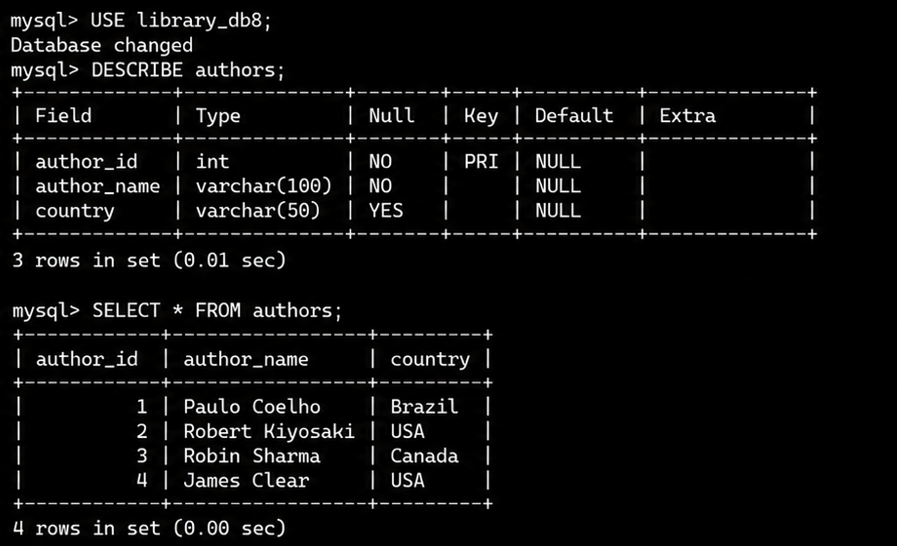 mysql> USE library_db8;
Database changed
mysql> DESCRIBE authors;
+-------------+--------------+------+-----+---------+-------------+
| Field | Type | Null | Key | Default | Extra |
+-------------+--------------+------+-----+---------+-------------+
| author_id | int | NO | PRI | NULL | |
| author_name | varchar(100) | NO | | NULL | |
| country | varchar(50) | YES | | NULL | |
+-------------+--------------+------+-----+---------+-------------+
3 rows in set (0.01 sec)
mysql> SELECT * FROM authors;
+-----------+-----------------+---------+
| author_id | author_name | country |
+-----------+-----------------+---------+
| 1 | Paulo Coelho | Brazil |
| 2 | Robert Kiyosaki | USA |
| 3 | Robin Sharma | Canada |
| 4 | James Clear | USA |
+-----------+-----------------+---------+
4 rows in set (0.00 sec)